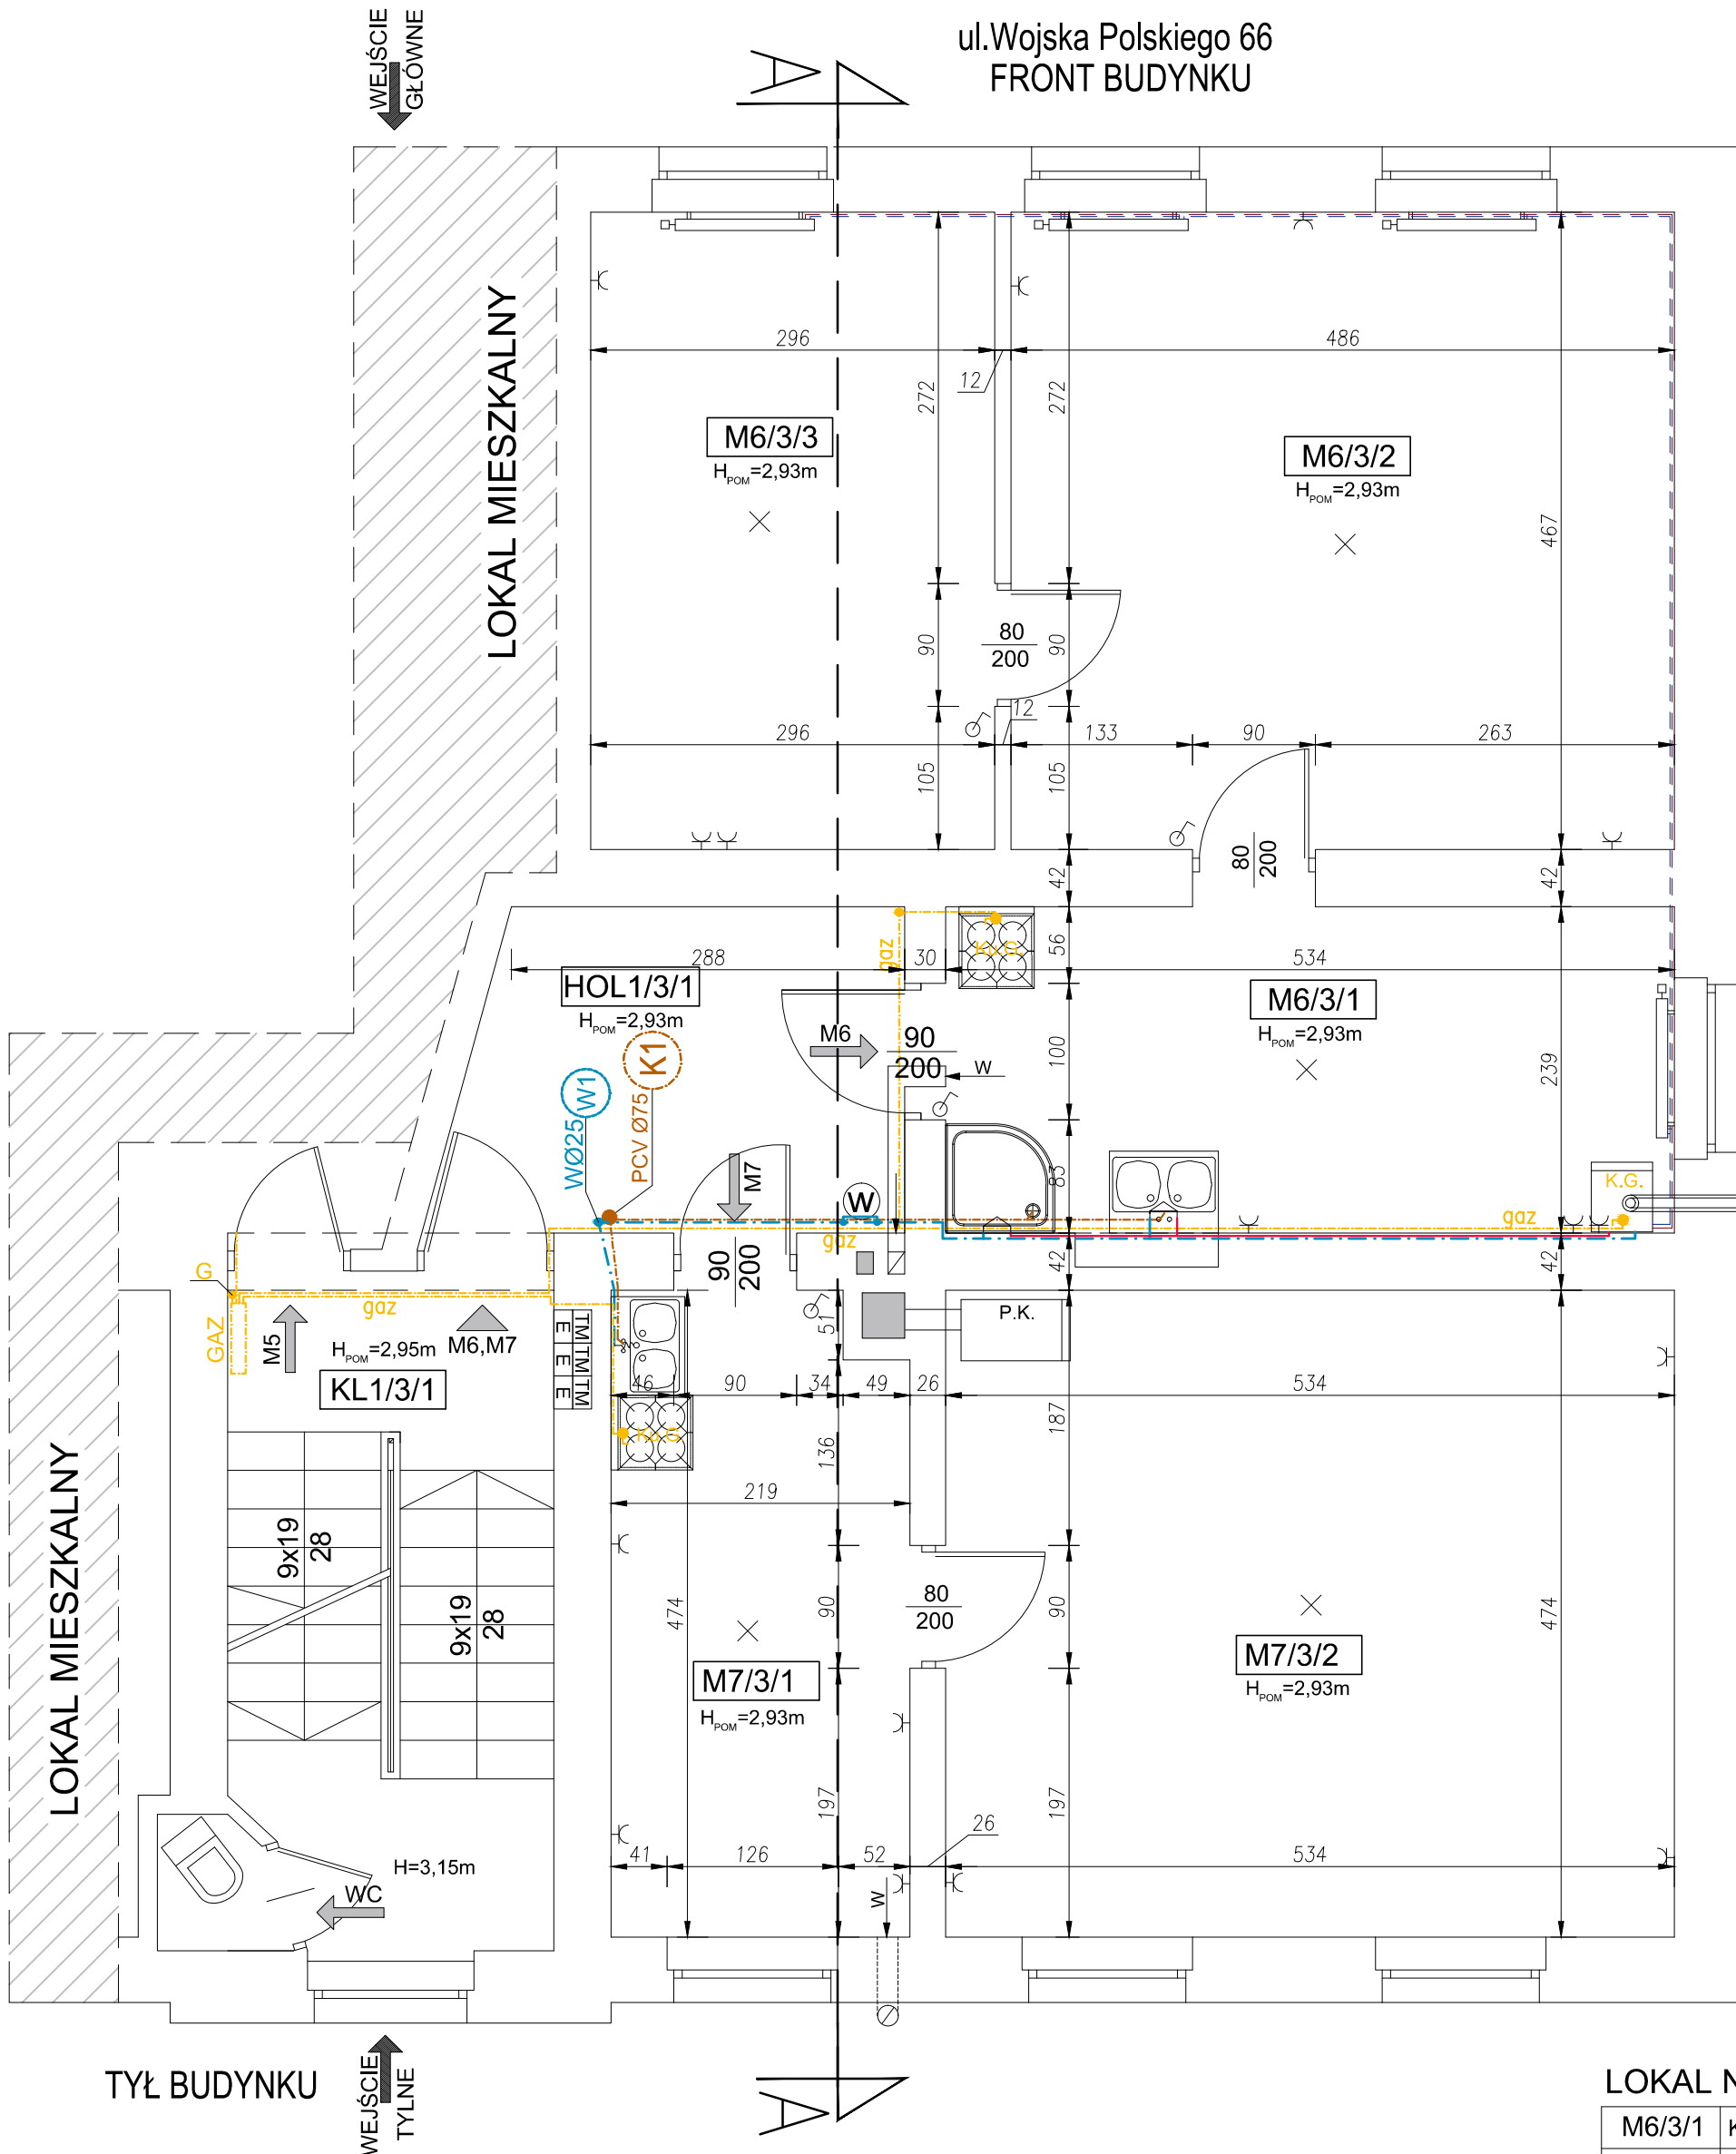 WEJŚCIE
GŁÓWNE
ul.Wojska Polskiego 66
FRONT BUDYNKU
A
LOKAL MIESZKALNY
296
12
486
272
272
467
M6/3/3
HPOM=2,93m
M6/3/2
HPOM=2,93m
90
80
200
90
296
12
133
90
263
105
105
80
200
42
42
gaz
Ku.G.
56
288
30
534
HOL1/3/1
HPOM=2,93m
M6/3/1
HPOM=2,93m
M6
90
200
W
100
239
W1
WØ25
K1
PCV Ø75
M7
W
83
K.G.
gaz
gaz
42
42
90
200
G
GAZ
gaz
M5
HPOM=2,95m
M6,M7
KL1/3/1
TM TM TM
E E E
51
P.K.
46
90
34
49
26
534
Ku.G.
136
187
219
LOKAL MIESZKALNY
9x19
28
9x19
28
474
90
80
200
90
474
M7/3/1
HPOM=2,93m
M7/3/2
HPOM=2,93m
197
197
26
H=3,15m
41
126
52
534
WC
W
TYŁ BUDYNKU
WEJŚCIE
TYLNE
A
LOKAL N
M6/3/1
K